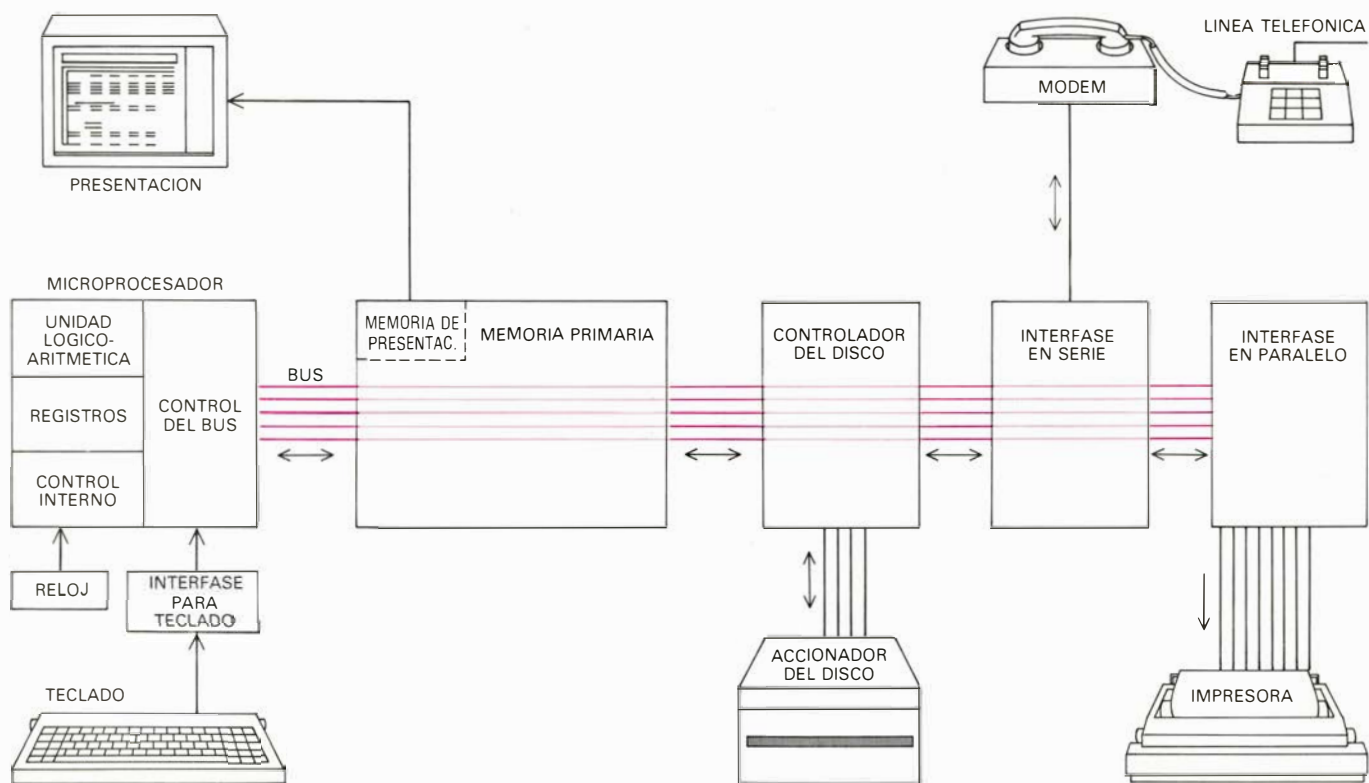 LINEA TELEFONICA
MODEM
PRESENTACION
MICROPROCESADOR
UNIDAD
LOGICO-
ARITMETICA
REGISTROS
CONTROL
INTERNO
CONTROL
DEL BUS
BUS
MEMORIA DE
PRESENTAC.
MEMORIA PRIMARIA
CONTROLADOR
DEL DISCO
INTERFASE
EN SERIE
INTERFASE
EN PARALELO
RELOJ
INTERFASE
PARA
TECLADO
TECLADO
ACCIONADOR
DEL DISCO
IMPRESORA